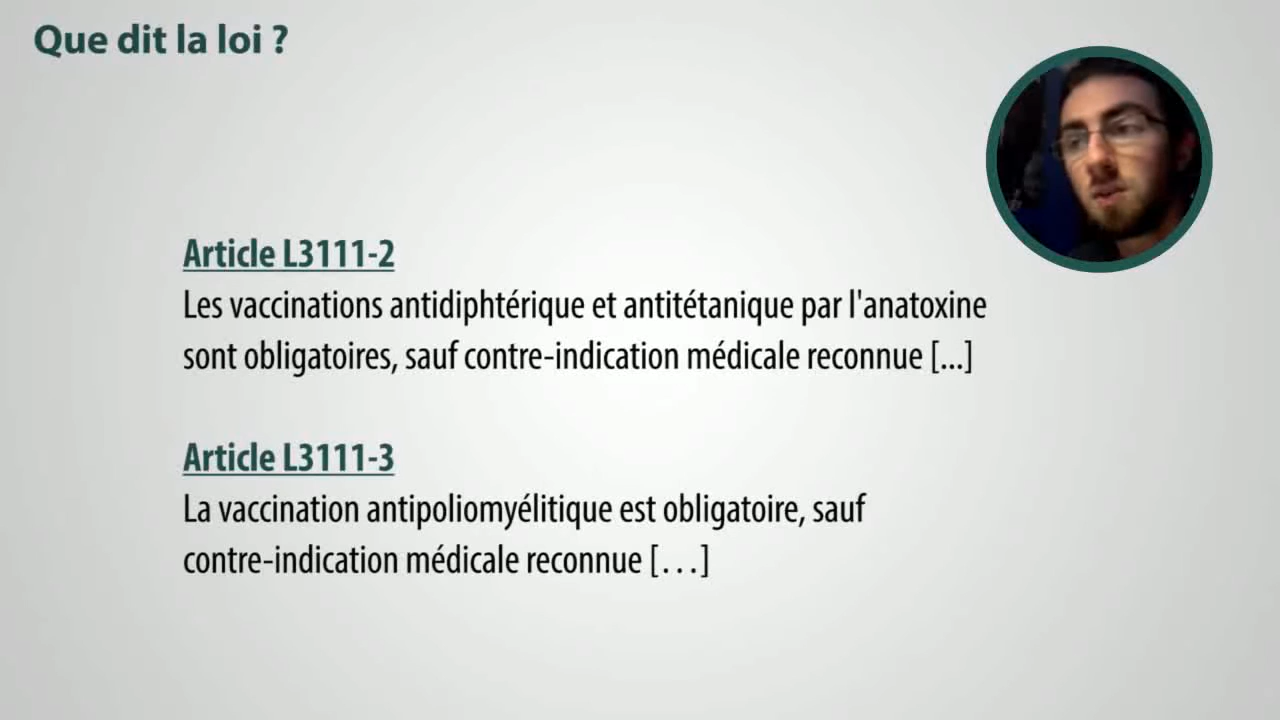 Que dit la loi ?
Article L3111-2
Les vaccinations antidiphtérique et antitétanique par l'anatoxine
sont obligatoires, sauf contre-indication médicale reconnue [...]
Article L3111-3
La vaccination antipoliomyélitique est obligatoire, sauf
contre-indication médicale reconnue [...]